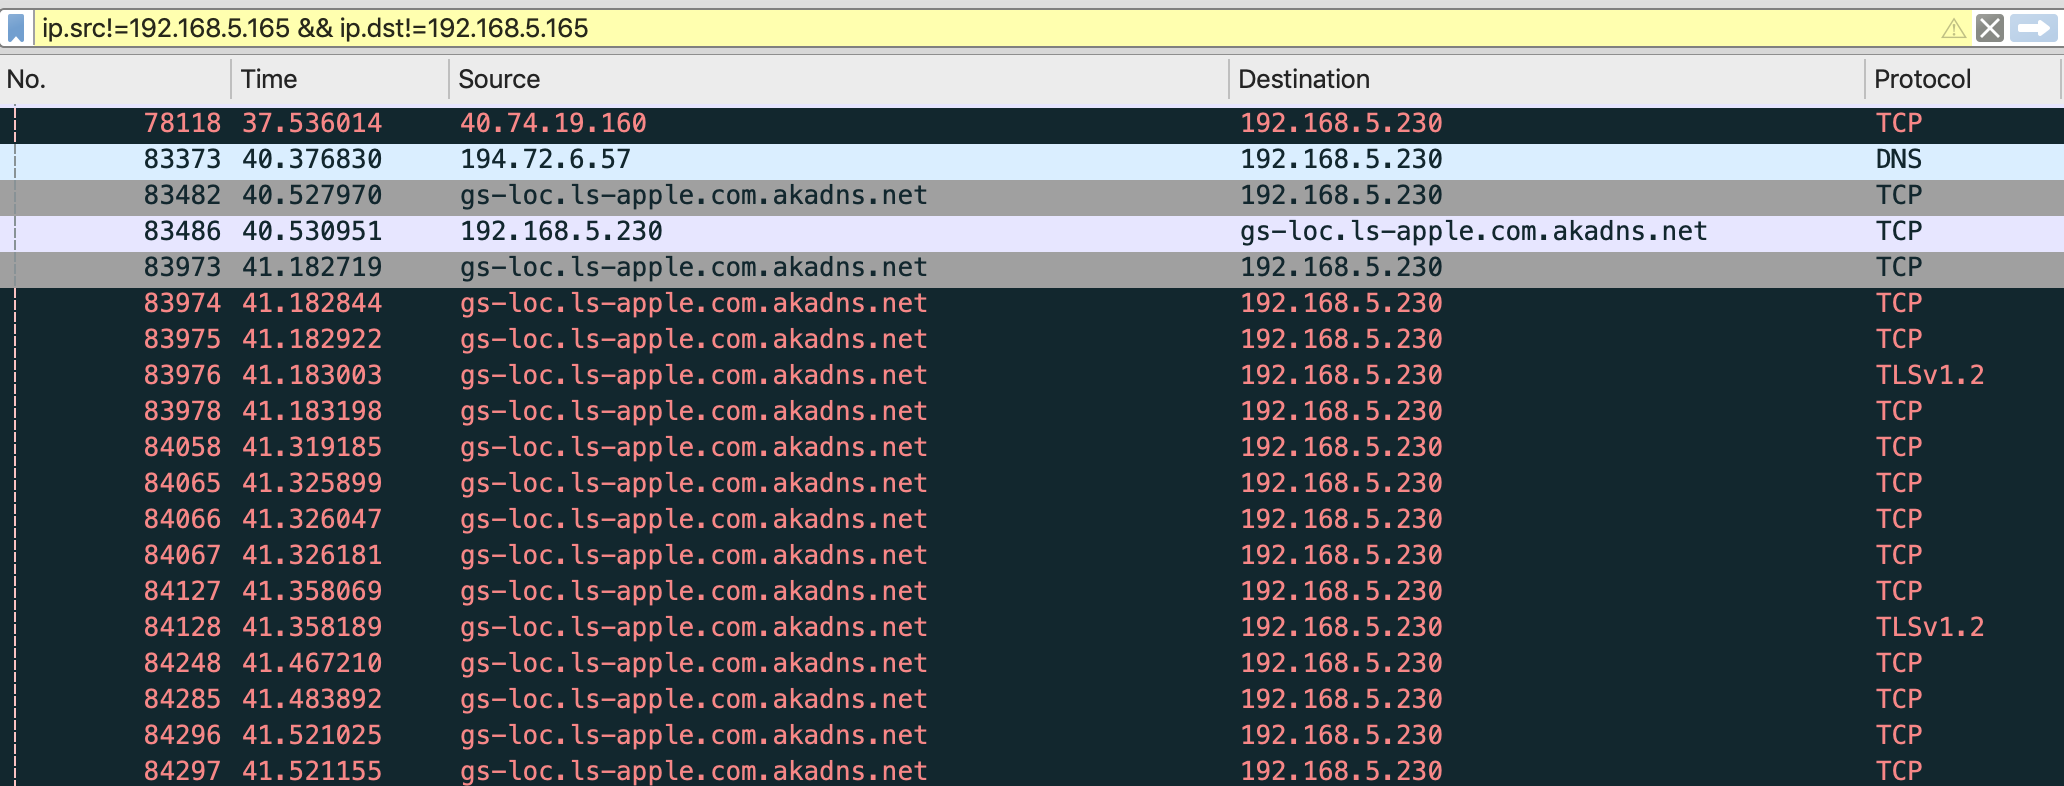 ip.src!=192.168.5.165 && ip.dst!=192.168.5.165
No. Time Source Destination Protocol
78118 37.536014 40.74.19.160 192.168.5.230 TCP
83373 40.376830 194.72.6.57 192.168.5.230 DNS
83482 40.527970 gs-loc.ls-apple.com.akadns.net 192.168.5.230 TCP
83486 40.530951 192.168.5.230 gs-loc.ls-apple.com.akadns.net TCP
83973 41.182719 gs-loc.ls-apple.com.akadns.net 192.168.5.230 TCP
83974 41.182844 gs-loc.ls-apple.com.akadns.net 192.168.5.230 TCP
83975 41.182922 gs-loc.ls-apple.com.akadns.net 192.168.5.230 TCP
83976 41.183003 gs-loc.ls-apple.com.akadns.net 192.168.5.230 TLSv1.2
83978 41.183198 gs-loc.ls-apple.com.akadns.net 192.168.5.230 TCP
84058 41.319185 gs-loc.ls-apple.com.akadns.net 192.168.5.230 TCP
84065 41.325899 gs-loc.ls-apple.com.akadns.net 192.168.5.230 TCP
84066 41.326047 gs-loc.ls-apple.com.akadns.net 192.168.5.230 TCP
84067 41.326181 gs-loc.ls-apple.com.akadns.net 192.168.5.230 TCP
84127 41.358069 gs-loc.ls-apple.com.akadns.net 192.168.5.230 TCP
84128 41.358189 gs-loc.ls-apple.com.akadns.net 192.168.5.230 TLSv1.2
84248 41.467210 gs-loc.ls-apple.com.akadns.net 192.168.5.230 TCP
84285 41.483892 gs-loc.ls-apple.com.akadns.net 192.168.5.230 TCP
84296 41.521025 gs-loc.ls-apple.com.akadns.net 192.168.5.230 TCP
84297 41.521155 gs-loc.ls-apple.com.akadns.net 192.168.5.230 TCP